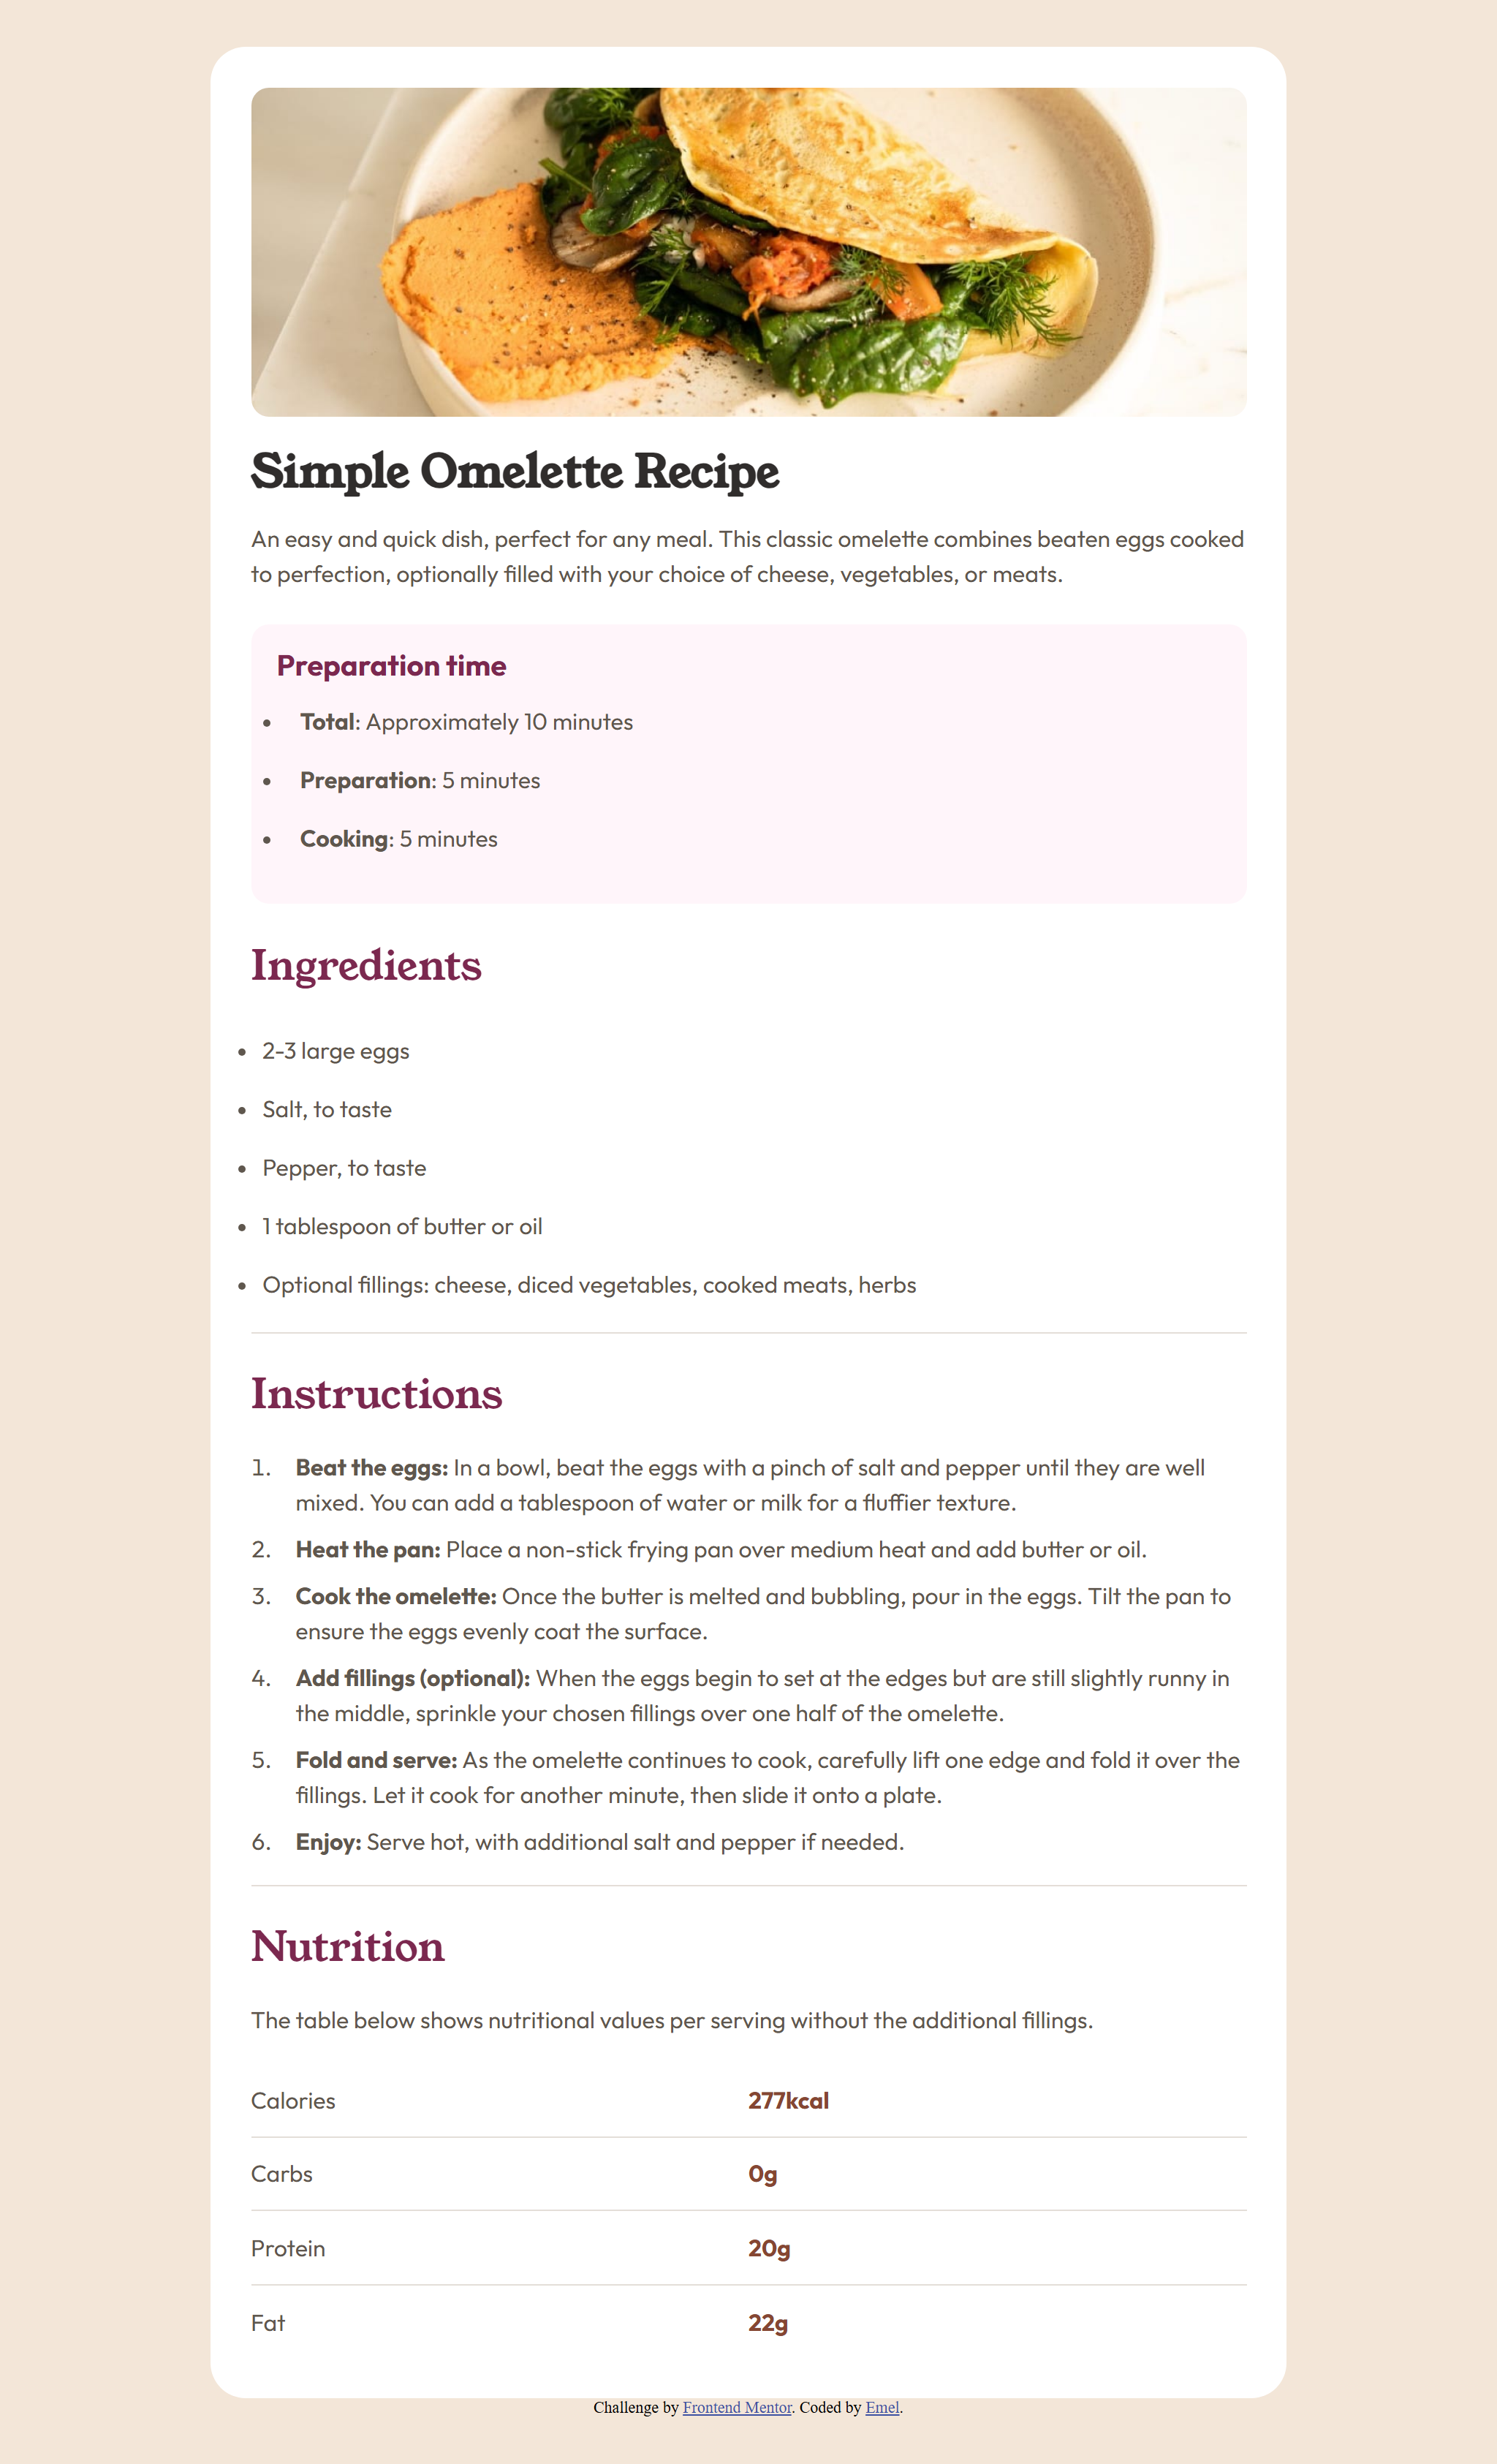 Simple Omelette Recipe
An easy and quick dish, perfect for any meal. This classic omelette combines beaten eggs cooked
to perfection, optionally filled with your choice of cheese, vegetables, or meats.
Preparation time
• Total: Approximately 10 minutes
• Preparation: 5 minutes
• Cooking: 5 minutes
Ingredients
• 2-3 large eggs
• Salt, to taste
• Pepper, to taste
• 1 tablespoon of butter or oil
• Optional fillings: cheese, diced vegetables, cooked meats, herbs
Instructions
1. Beat the eggs: In a bowl, beat the eggs with a pinch of salt and pepper until they are well
mixed. You can add a tablespoon of water or milk for a fluffier texture.
2. Heat the pan: Place a non-stick frying pan over medium heat and add butter or oil.
3. Cook the omelette: Once the butter is melted and bubbling, pour in the eggs. Tilt the pan to
ensure the eggs evenly coat the surface.
4. Add fillings (optional): When the eggs begin to set at the edges but are still slightly runny in
the middle, sprinkle your chosen fillings over one half of the omelette.
5. Fold and serve: As the omelette continues to cook, carefully lift one edge and fold it over the
fillings. Let it cook for another minute, then slide it onto a plate.
6. Enjoy: Serve hot, with additional salt and pepper if needed.
Nutrition
The table below shows nutritional values per serving without the additional fillings.
Calories 277kcal
Carbs 0g
Protein 20g
Fat 22g
Challenge by Frontend Mentor. Coded by Emel.